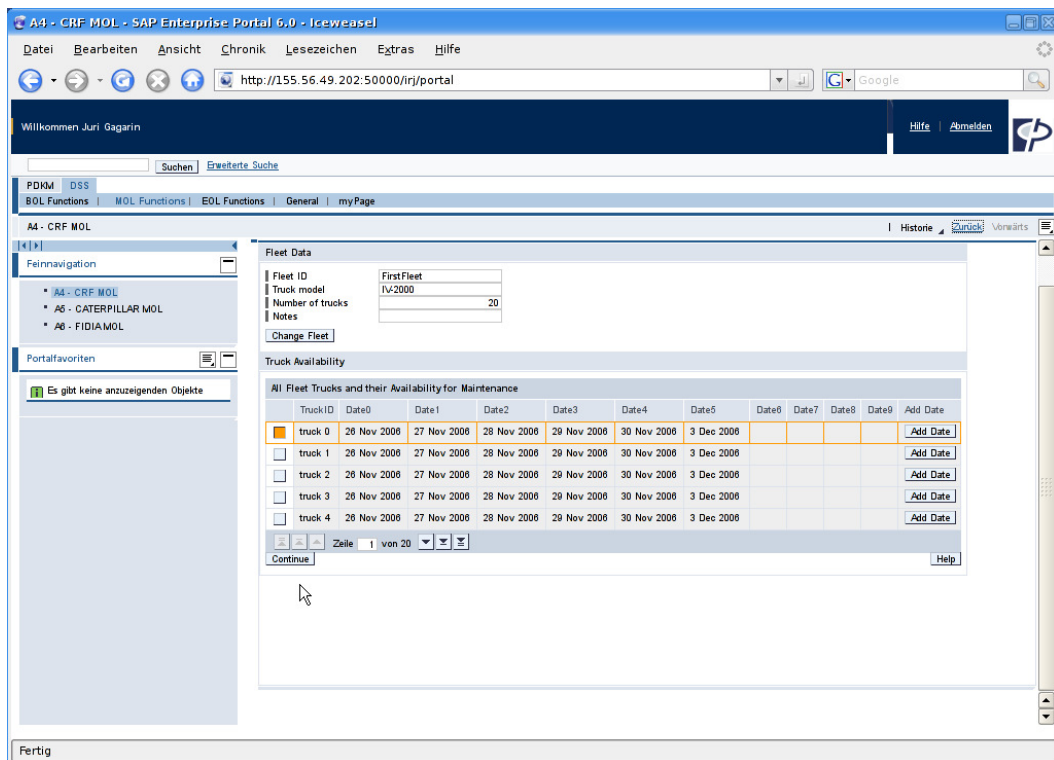 A4 - CRF MOL - SAP Enterprise Portal 6.0 - Iceweasel
Datei Bearbeiten Ansicht Chronik Lesezeichen Extras Hilfe
http://155.56.49.202:50000/irj/portal Google
Willkommen Juri Gagarin Hilfe | Abmelden
Suchen Erweiterte Suche
PDKM DSS
BOL Functions | MOL Functions | EOL Functions | General | myPage
A4 - CRF MOL | Historie Zurück Vorwärts
Feinnavigation
A4 - CRF MOL
A5 - CATERPILLAR MOL
A6 - FIDIA MOL
Portalfavoriten
Es gibt keine anzuzeigenden Objekte
Fleet Data
Fleet ID FirstFleet
Truck model IV-2000
Number of trucks 20
Notes
Change Fleet
Truck Availability
All Fleet Trucks and their Availability for Maintenance
TruckID Date0 Date1 Date2 Date3 Date4 Date5 Date6 Date7 Date8 Date9 Add Date
truck 0 26 Nov 2006 27 Nov 2006 28 Nov 2006 29 Nov 2006 30 Nov 2006 3 Dec 2006 Add Date
truck 1 26 Nov 2006 27 Nov 2006 28 Nov 2006 29 Nov 2006 30 Nov 2006 3 Dec 2006 Add Date
truck 2 26 Nov 2006 27 Nov 2006 28 Nov 2006 29 Nov 2006 30 Nov 2006 3 Dec 2006 Add Date
truck 3 26 Nov 2006 27 Nov 2006 28 Nov 2006 29 Nov 2006 30 Nov 2006 3 Dec 2006 Add Date
truck 4 26 Nov 2006 27 Nov 2006 28 Nov 2006 29 Nov 2006 30 Nov 2006 3 Dec 2006 Add Date
Zeile 1 von 20
Continue Help
Fertig